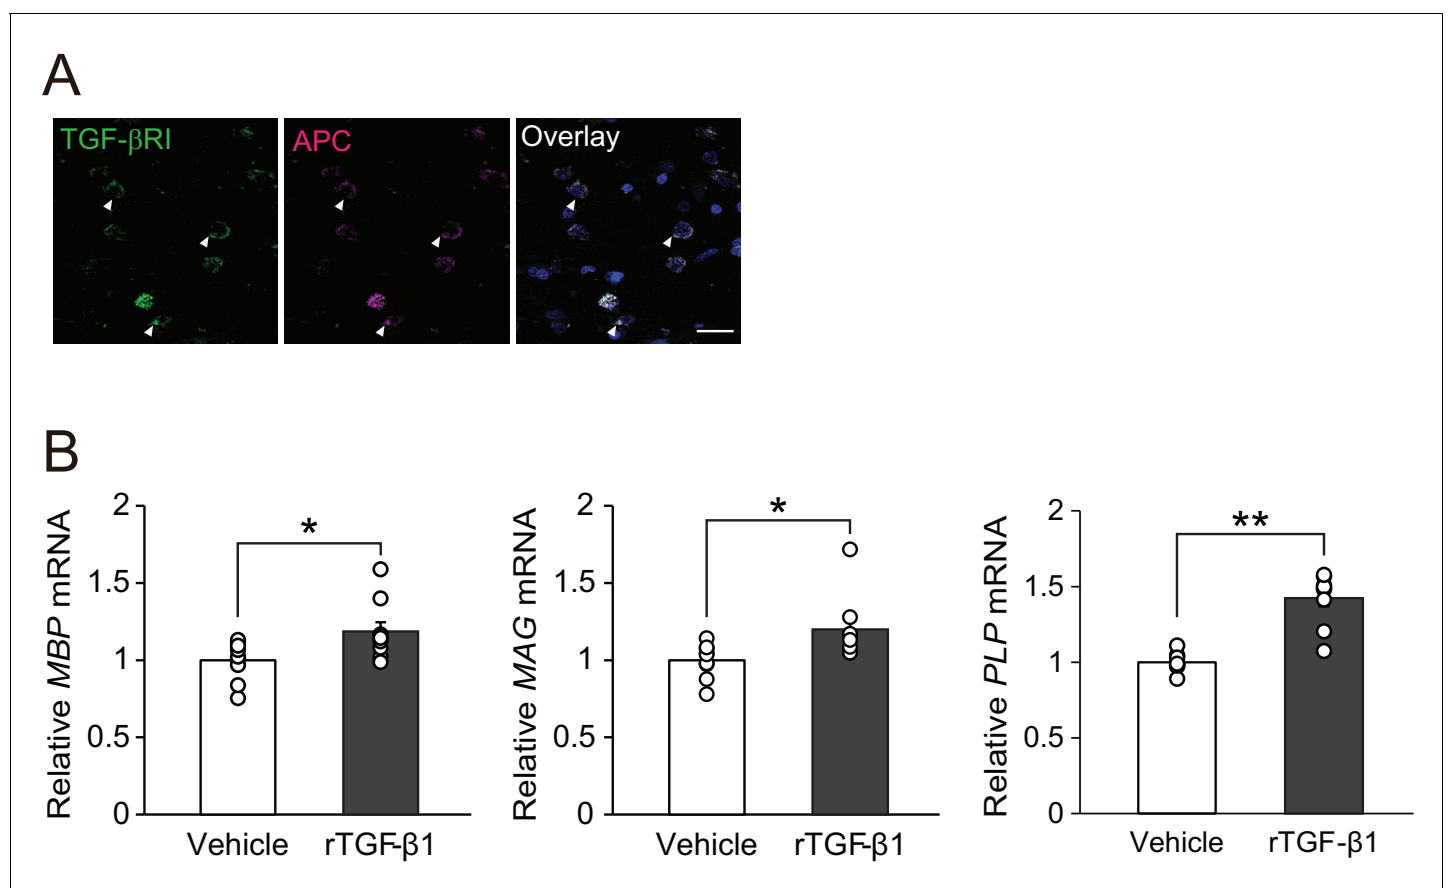 A
TGF-βRI
APC
Overlay
B
Relative MBP mRNA
2
1.5
1
0.5
0
*
Vehicle
rTGF-β1
Relative MAG mRNA
2
1.5
1
0.5
0
*
Vehicle
rTGF-β1
Relative PLP mRNA
2
1.5
1
0.5
0
**
Vehicle
rTGF-β1